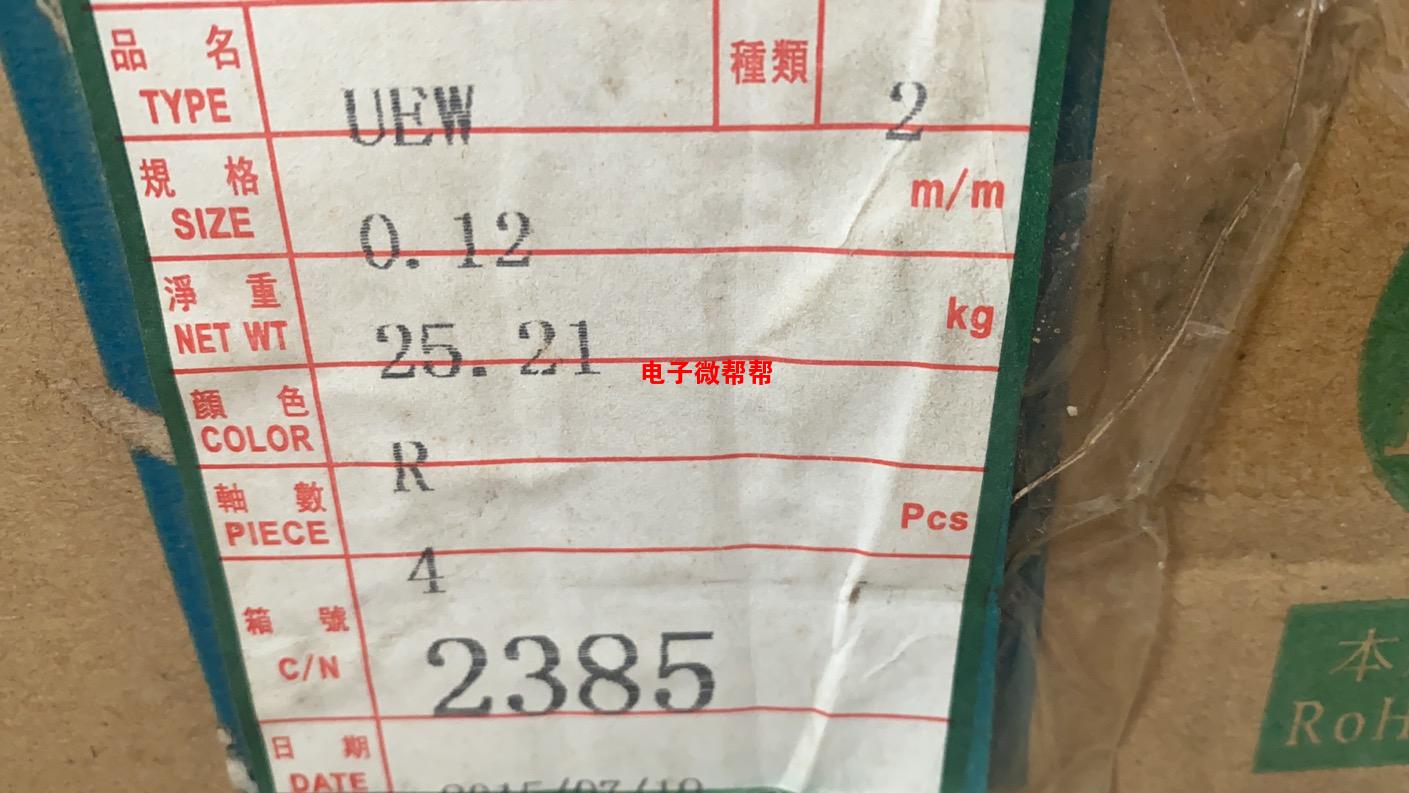 品 名 種類
TYPE UEW 2
規 格 m/m
SIZE 0.12
淨 重 kg
NET WT 25.21
电子微帮帮
顏 色
COLOR R
軸 數 Pcs
PIECE 4
箱 號
C/N 2385
日 期
DATE
本
RoH